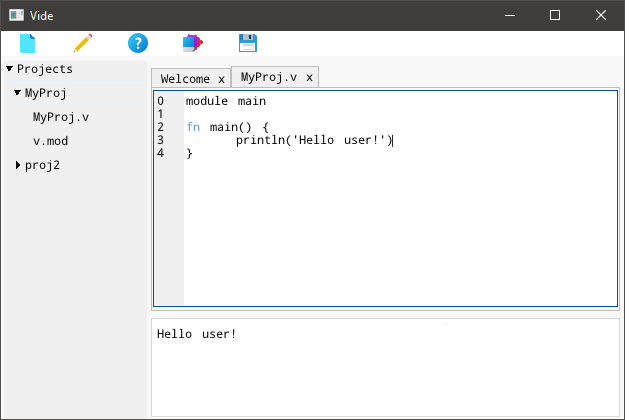 Vide
?
Projects
MyProj
MyProj.v
v.mod
proj2
Welcome x MyProj.v x
0 module main
1
2 fn main() {
3 println('Hello user!')
4 }
Hello user!